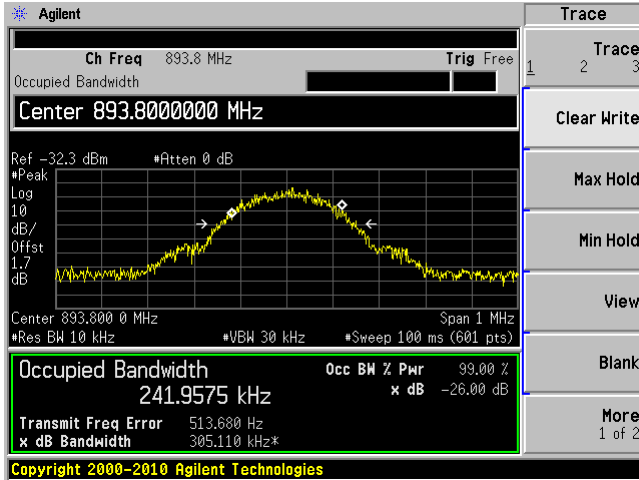 Agilent
Trace
Ch Freq 893.8 MHz Trig Free
Occupied Bandwidth
Center 893.8000000 MHz
Ref -32.3 dBm #Atten 0 dB
#Peak
Log
10
dB/
Offst
1.7
dB
Center 893.800 0 MHz Span 1 MHz
#Res BW 10 kHz #VBW 30 kHz #Sweep 100 ms (601 pts)
Occupied Bandwidth
241.9575 kHz
Occ BW % Pwr 99.00 %
x dB -26.00 dB
Transmit Freq Error 513.680 Hz
x dB Bandwidth 305.110 kHz*
Copyright 2000-2010 Agilent Technologies
Trace
1 2 3
Clear Write
Max Hold
Min Hold
View
Blank
More
1 of 2